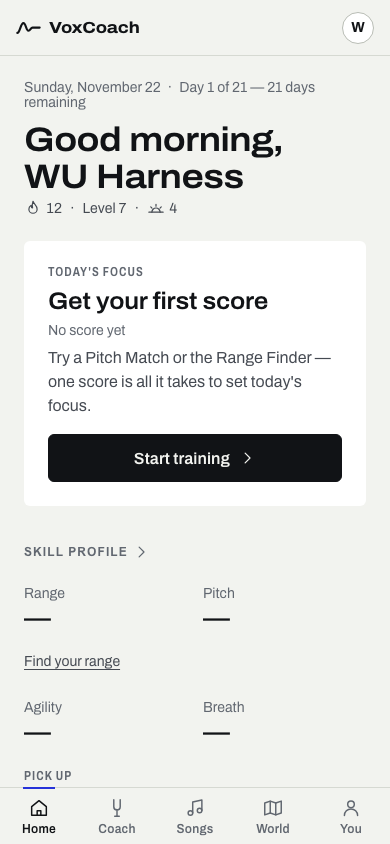 VoxCoach
W
Sunday, November 22 · Day 1 of 21 — 21 days
remaining
Good morning,
WU Harness
12 · Level 7 · 4
TODAY'S FOCUS
Get your first score
No score yet
Try a Pitch Match or the Range Finder —
one score is all it takes to set today's
focus.
Start training
SKILL PROFILE
Range Pitch
— —
Find your range
Agility Breath
— —
PICK UP
Home Coach Songs World You